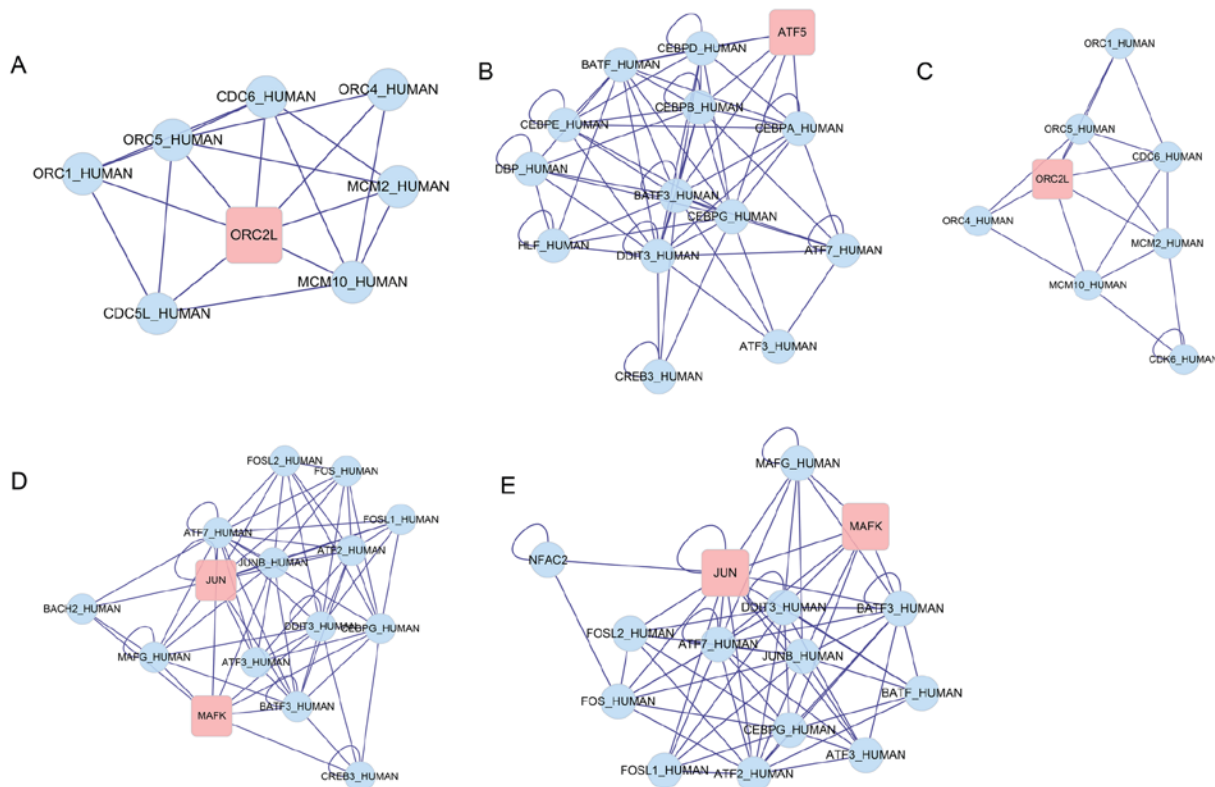 A
CDC6_HUMAN
ORC4_HUMAN
ORC5_HUMAN
ORC1_HUMAN
MCM2_HUMAN
ORC2L
MCM10_HUMAN
CDC5L_HUMAN
B
ATF5
CEBPD_HUMAN
BATF_HUMAN
CEBPB_HUMAN
CEBPE_HUMAN
CEBPA_HUMAN
DBP_HUMAN
BATF3_HUMAN
CEBPG_HUMAN
HLF_HUMAN
DDIT3_HUMAN
ATF7_HUMAN
ATF3_HUMAN
CREB3_HUMAN
C
ORC1_HUMAN
ORC5_HUMAN
CDC6_HUMAN
ORC2L
ORC4_HUMAN
MCM2_HUMAN
MCM10_HUMAN
CDK6_HUMAN
D
FOSL2_HUMAN
FOS_HUMAN
FOSL1_HUMAN
ATF7_HUMAN
ATF2_HUMAN
JUNB_HUMAN
JUN
BACH2_HUMAN
DDIT3_HUMAN
CEBPG_HUMAN
MAFG_HUMAN
ATF3_HUMAN
BATF3_HUMAN
MAFK
CREB3_HUMAN
E
MAFG_HUMAN
MAFK
NFAC2
JUN
DDIT3_HUMAN
BATF3_HUMAN
FOSL2_HUMAN
ATF7_HUMAN
JUNB_HUMAN
BATF_HUMAN
FOS_HUMAN
CEBPG_HUMAN
ATF3_HUMAN
FOSL1_HUMAN
ATF2_HUMAN